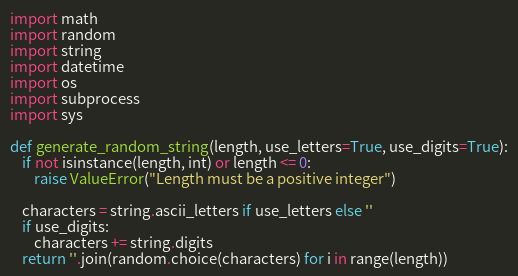 import math
import random
import string
import datetime
import os
import subprocess
import sys

def generate_random_string(length, use_letters=True, use_digits=True):
    if not isinstance(length, int) or length <= 0:
        raise ValueError("Length must be a positive integer")

    characters = string.ascii_letters if use_letters else ''
    if use_digits:
        characters += string.digits
    return ''.join(random.choice(characters) for i in range(length))